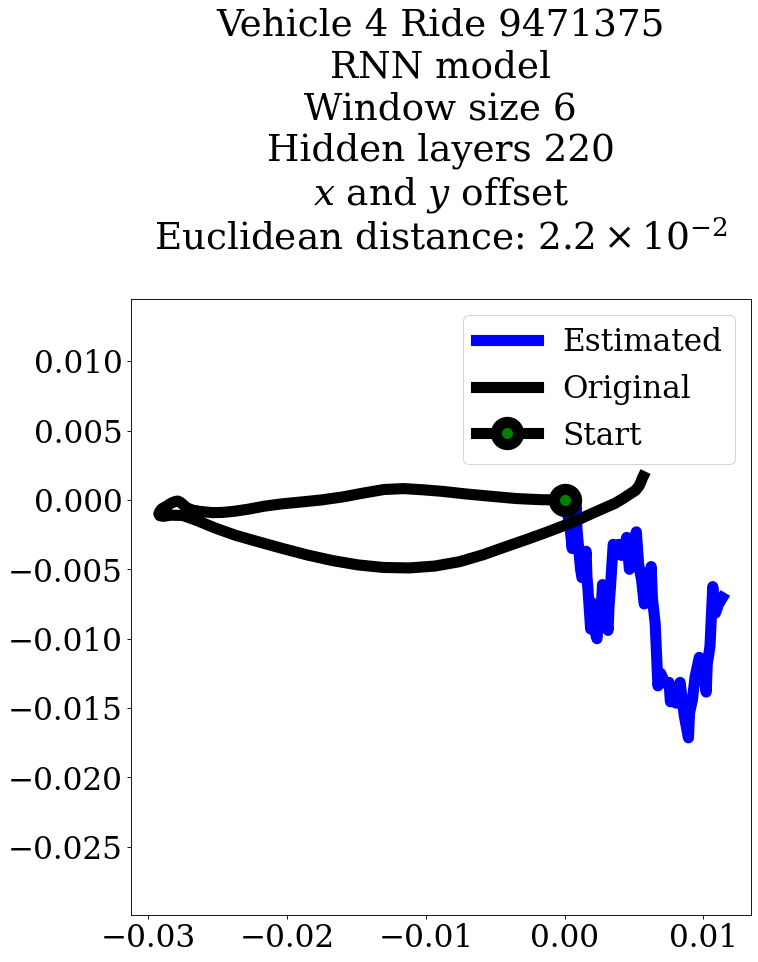 Vehicle 4 Ride 9471375
RNN model
Window size 6
Hidden layers 220
x and y offset
Euclidean distance: 2.2 × 10⁻²
Estimated
Original
Start
0.010
0.005
0.000
−0.005
−0.010
−0.015
−0.020
−0.025
−0.03 −0.02 −0.01 0.00 0.01